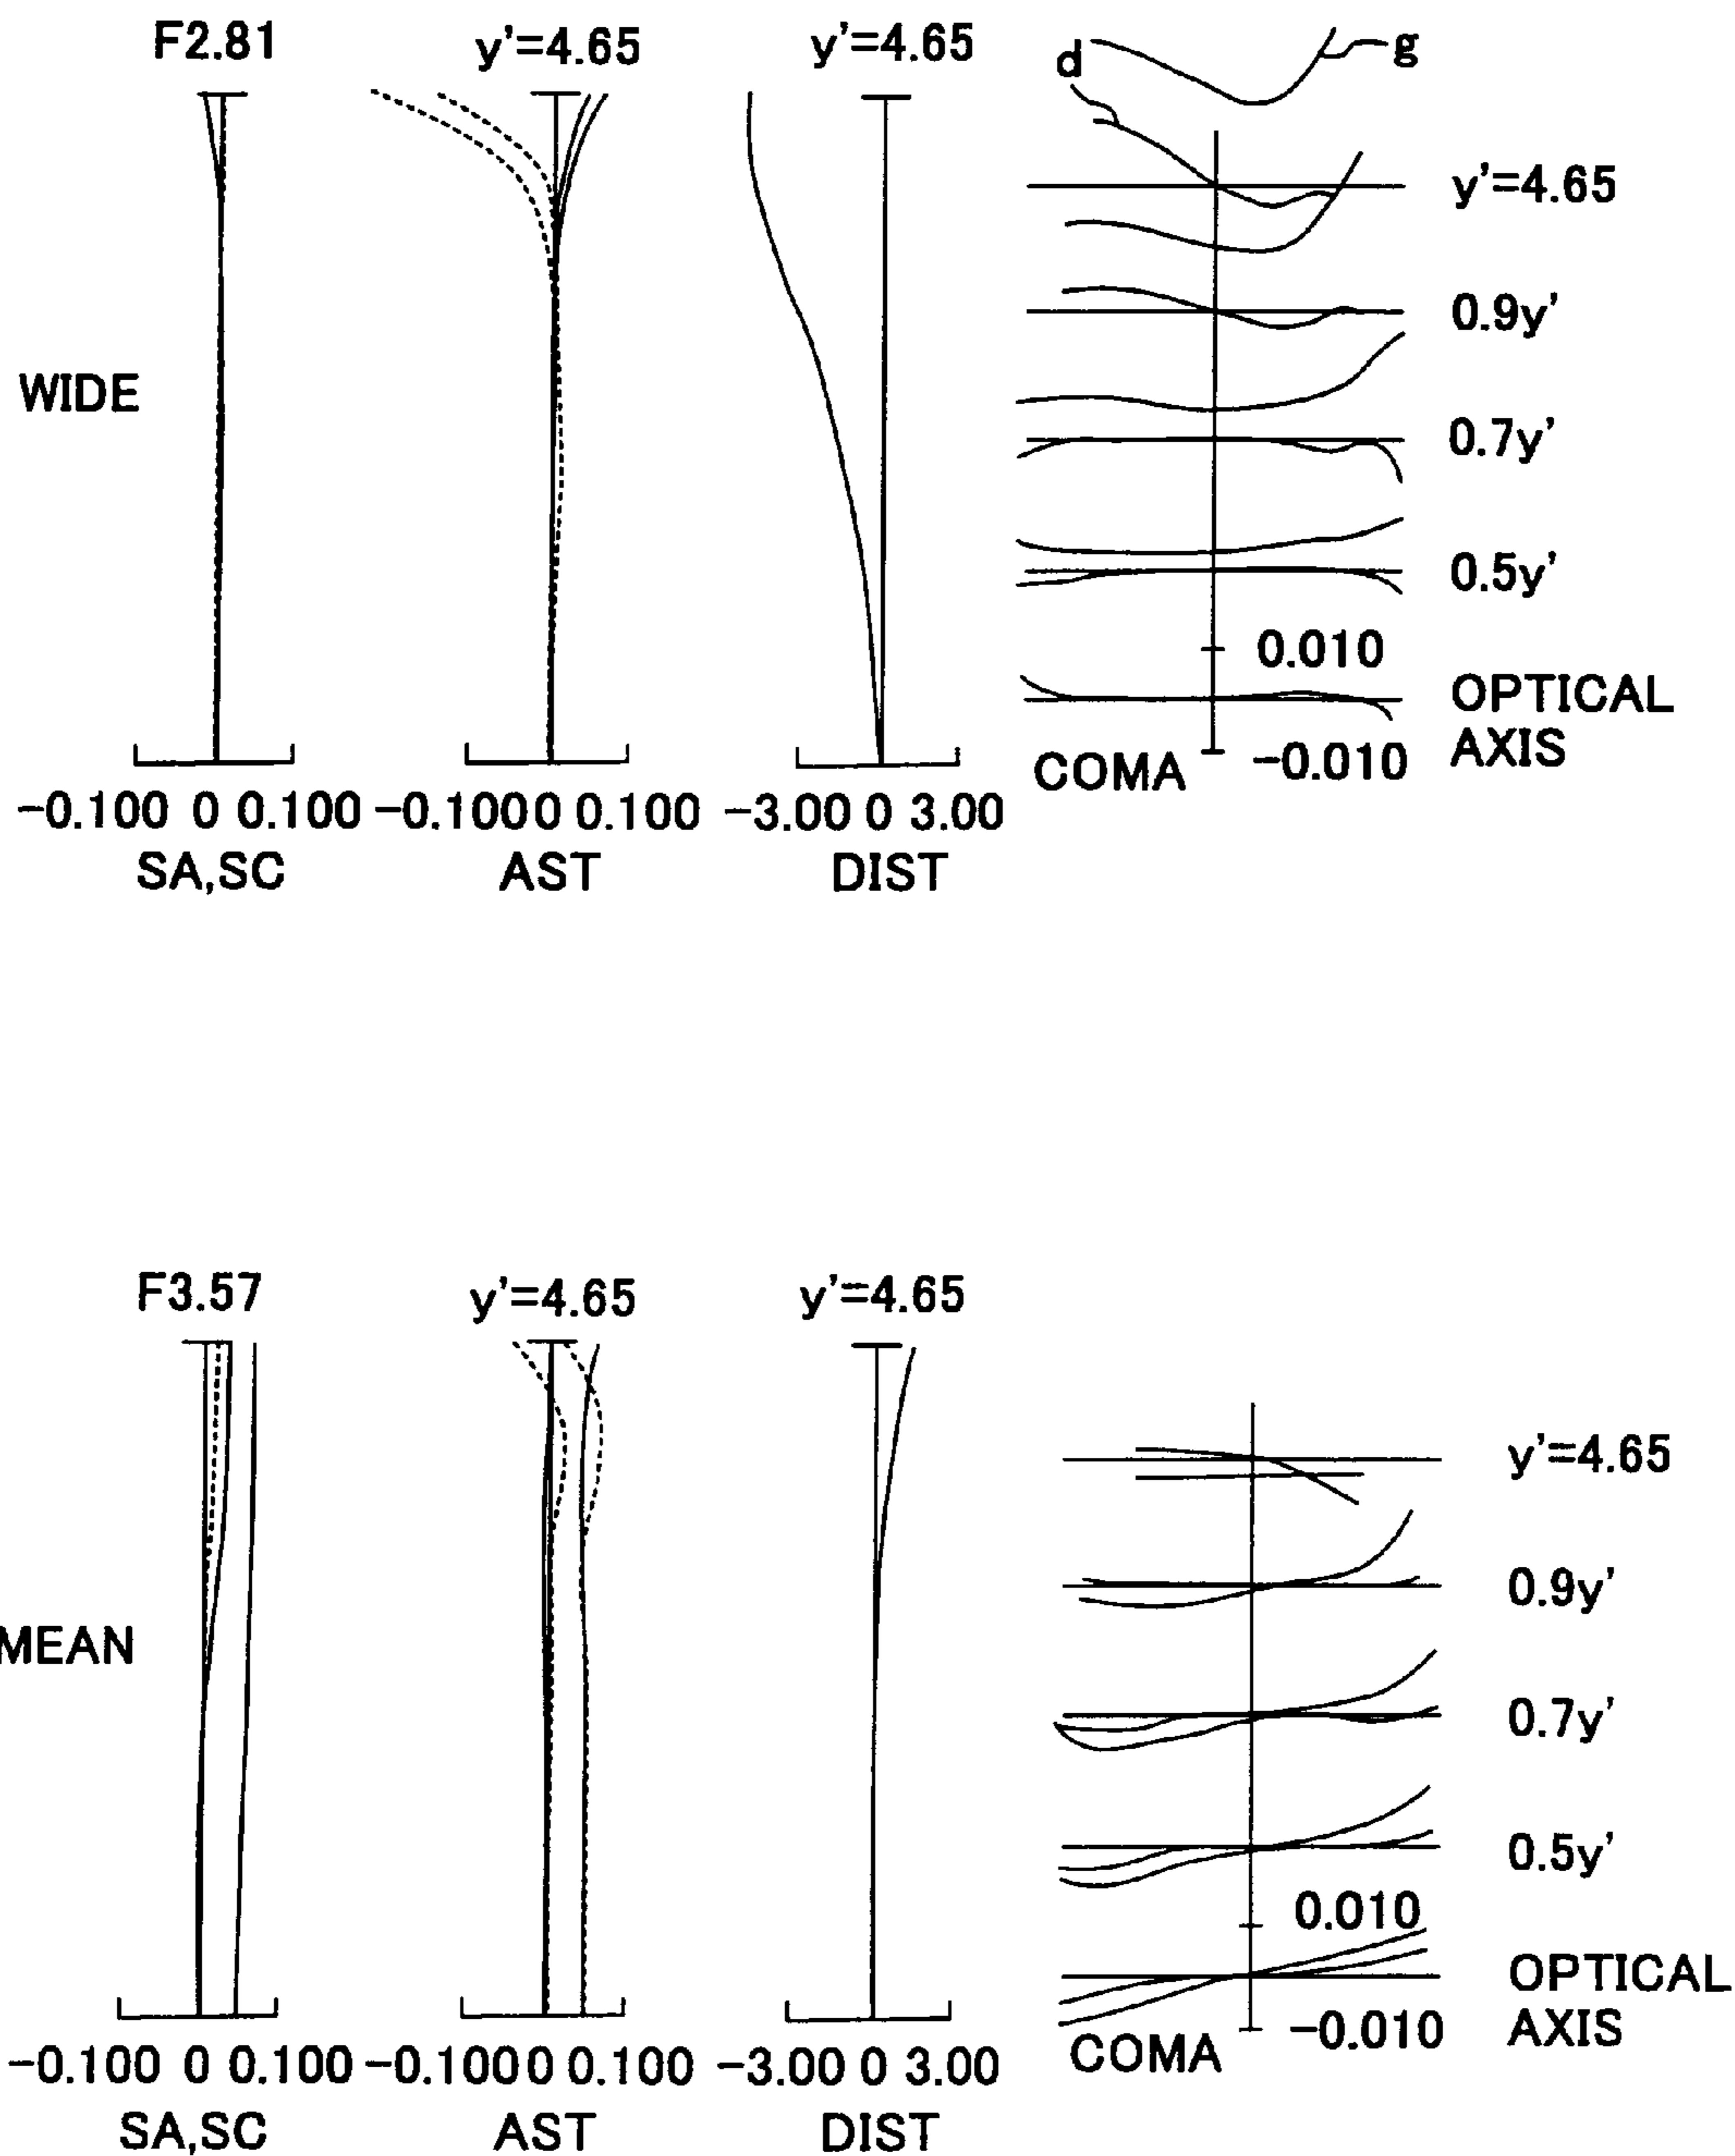 F2.81
y'=4.65
y'=4.65
d
g
y'=4.65
0.9y'
WIDE
0.7y'
0.5y'
0.010
OPTICAL
AXIS
COMA
-0.010
-0.100 0 0.100
-0.100 0 0.100
-3.00 0 3.00
SA,SC
AST
DIST
F3.57
y'=4.65
y'=4.65
y'=4.65
0.9y'
MEAN
0.7y'
0.5y'
0.010
OPTICAL
AXIS
COMA
-0.010
-0.100 0 0.100
-0.100 0 0.100
-3.00 0 3.00
SA,SC
AST
DIST